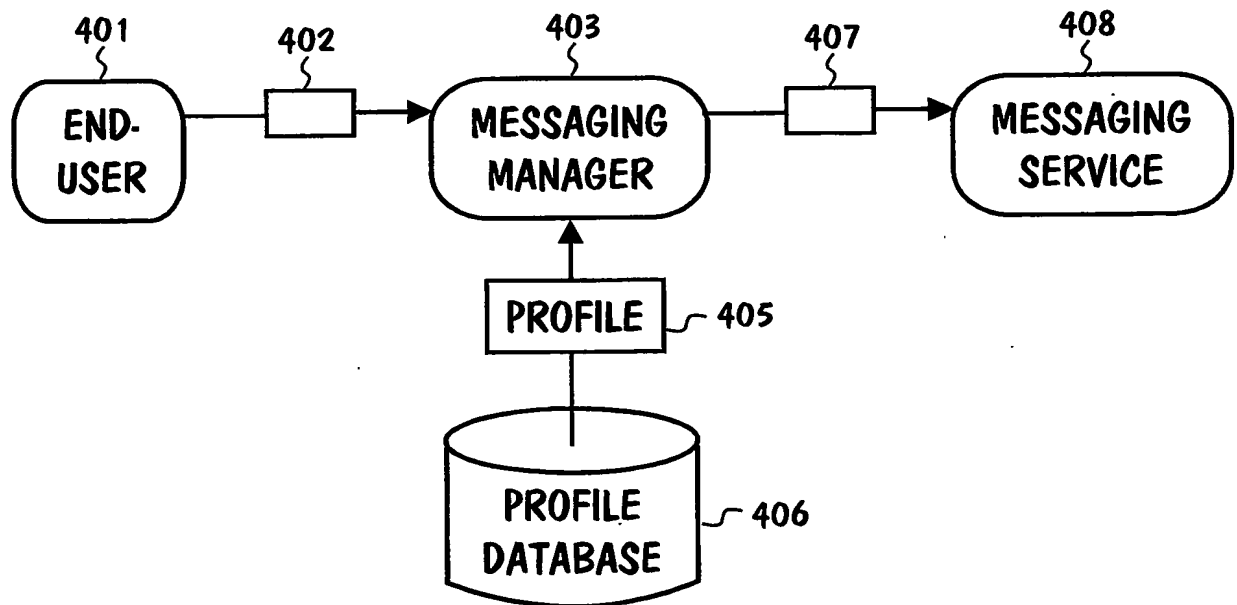 401
402
403
407
408
END-
USER
MESSAGING
MANAGER
MESSAGING
SERVICE
PROFILE
405
PROFILE
DATABASE
406